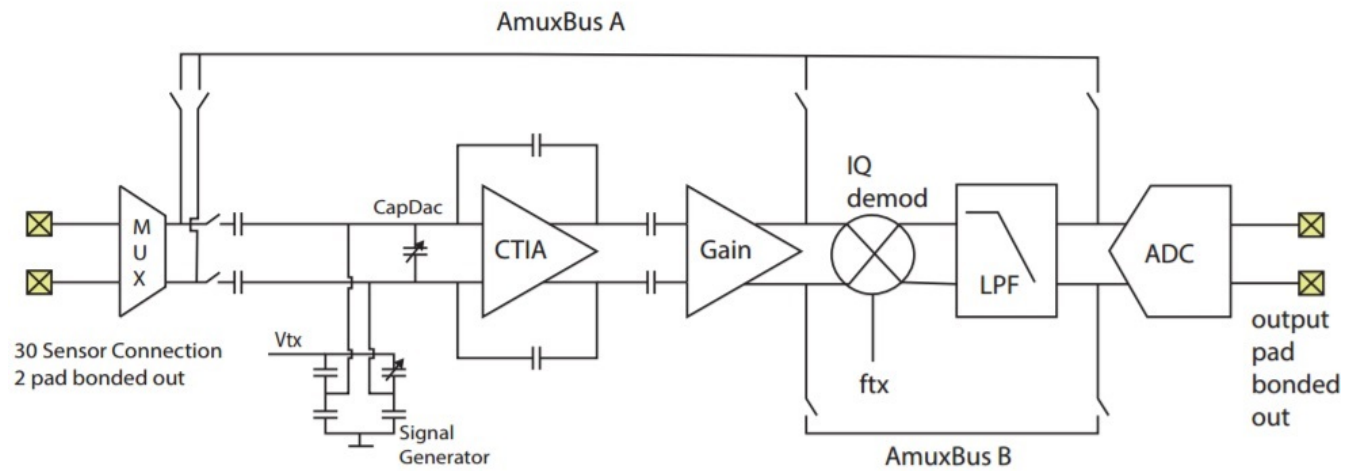 AmuxBus A
IQ
demod
CapDac
M
U
X
CTIA
Gain
LPF
ADC
30 Sensor Connection
2 pad bonded out
Vtx
Signal
Generator
ftx
output
pad
bonded
out
AmuxBus B